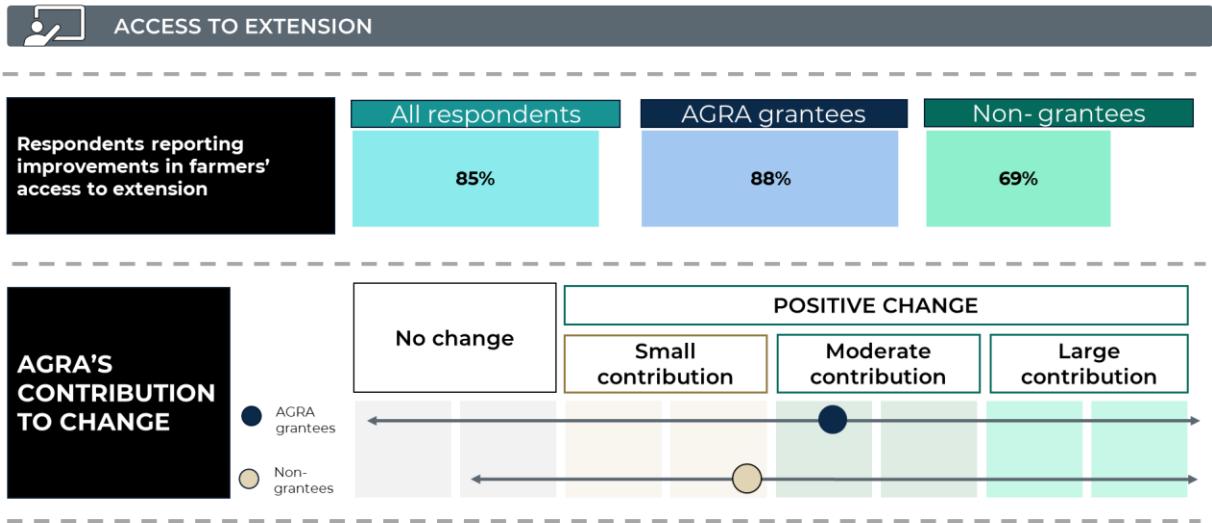 ACCESS TO EXTENSION
All respondents
AGRA grantees
Non- grantees
Respondents reporting
improvements in farmers'
access to extension
85%
88%
69%
No change
POSITIVE CHANGE
Small
contribution
Moderate
contribution
Large
contribution
AGRA'S
CONTRIBUTION
TO CHANGE
AGRA
grantees
Non-
grantees